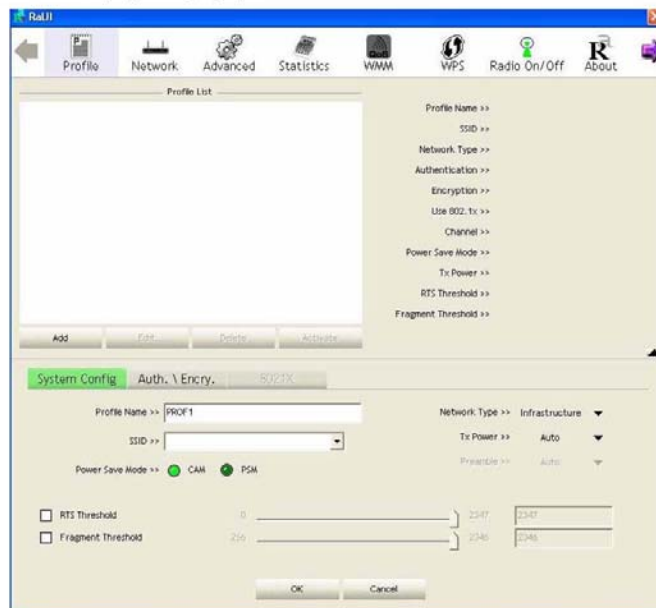 RaUI
Profile Network Advanced Statistics WMM WPS Radio On/Off About
QoS
Profile List
Profile Name >>
SSID >>
Network Type >>
Authentication >>
Encryption >>
Use 802.1x >>
Channel >>
Power Save Mode >>
Tx Power >>
RTS Threshold >>
Fragment Threshold >>
Add Edit Delete Activate
System Config Auth. \ Encry. 802.1X
Profile Name >> PROF1 Network Type >> Infrastructure
SSID >> Tx Power >> Auto
Power Save Mode >> CAM PSM Preamble >> Auto
RTS Threshold 0 2347 2347
Fragment Threshold 256 2346 2346
OK Cancel